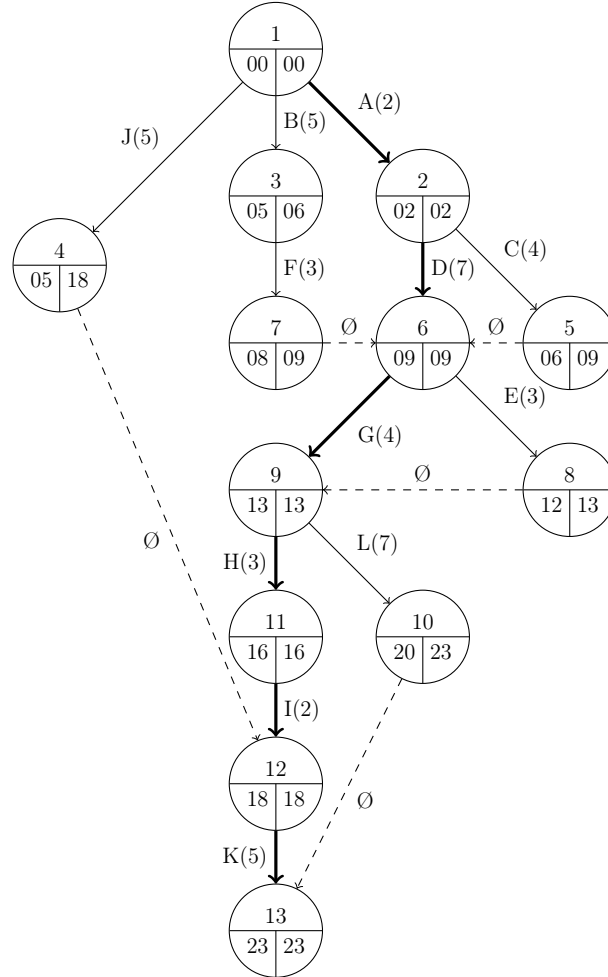 1
00 00
A(2)
B(5)
J(5)
3
05 06
2
02 02
4
05 18
F(3)
D(7)
C(4)
7
08 09
Ø
6
09 09
Ø
5
06 09
E(3)
G(4)
9
13 13
Ø
8
12 13
L(7)
H(3)
Ø
11
16 16
10
20 23
I(2)
12
18 18
Ø
K(5)
13
23 23